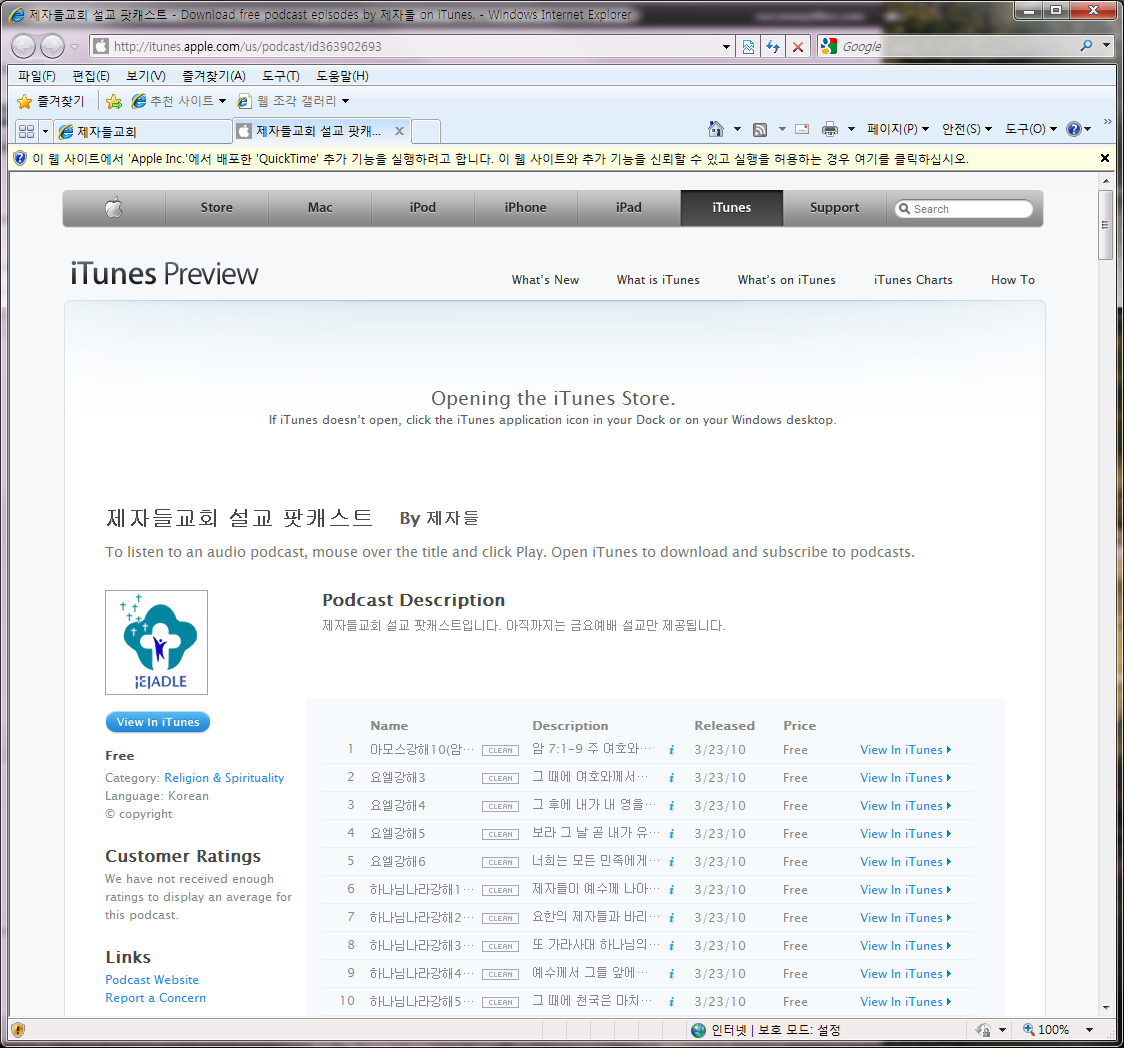 제자들교회 설교 팟캐스트 - Download free podcast episodes by 제자들 on iTunes. - Windows Internet Explorer
http://itunes.apple.com/us/podcast/id363902693
Google
파일(F) 편집(E) 보기(V) 즐겨찾기(A) 도구(T) 도움말(H)
즐겨찾기 추천 사이트 웹 조각 갤러리
제자들교회 제자들교회 설교 팟캐... 페이지(P) 안전(S) 도구(O)
이 웹 사이트에서 'Apple Inc.'에서 배포한 'QuickTime' 추가 기능을 실행하려고 합니다. 이 웹 사이트와 추가 기능을 신뢰할 수 있고 실행을 허용하는 경우 여기를 클릭하십시오.
Store Mac iPod iPhone iPad iTunes Support Search
iTunes Preview What's New What is iTunes What's on iTunes iTunes Charts How To
Opening the iTunes Store.
If iTunes doesn't open, click the iTunes application icon in your Dock or on your Windows desktop.
제자들교회 설교 팟캐스트 By 제자들
To listen to an audio podcast, mouse over the title and click Play. Open iTunes to download and subscribe to podcasts.
JEJADLE
View In iTunes
Free
Category: Religion & Spirituality
Language: Korean
© copyright
Customer Ratings
We have not received enough
ratings to display an average for
this podcast.
Links
Podcast Website
Report a Concern
Podcast Description
제자들교회 설교 팟캐스트입니다. 아직까지는 금요예배 설교만 제공됩니다.
Name Description Released Price
1 아모스강해10(암... CLEAN 암 7:1-9 주 여호와... i 3/23/10 Free View In iTunes
2 요엘강해3 CLEAN 그 때에 여호와께서... i 3/23/10 Free View In iTunes
3 요엘강해4 CLEAN 그 후에 내가 내 영을... i 3/23/10 Free View In iTunes
4 요엘강해5 CLEAN 보라 그 날 곧 내가 유... i 3/23/10 Free View In iTunes
5 요엘강해6 CLEAN 너희는 모든 민족에게... i 3/23/10 Free View In iTunes
6 하나님나라강해1... CLEAN 제자들이 예수께 나아... i 3/23/10 Free View In iTunes
7 하나님나라강해2... CLEAN 요한의 제자들과 바리... i 3/23/10 Free View In iTunes
8 하나님나라강해3... CLEAN 또 가라사대 하나님의... i 3/23/10 Free View In iTunes
9 하나님나라강해4... CLEAN 예수께서 그들 앞에... i 3/23/10 Free View In iTunes
10 하나님나라강해5... CLEAN 그 때에 천국은 마치... i 3/23/10 Free View In iTunes
인터넷 | 보호 모드: 설정 100%